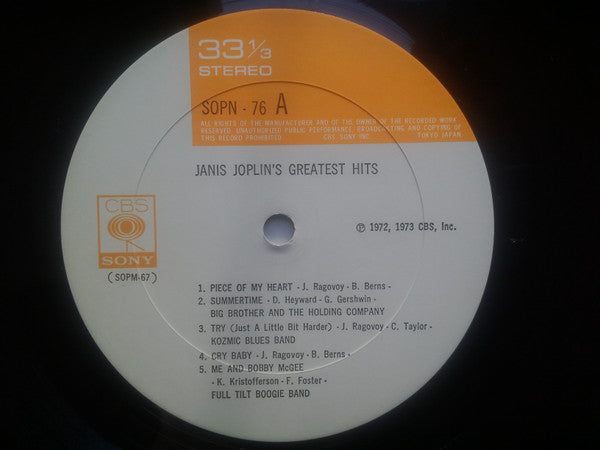 33 1/3
STEREO
SOPN - 76 A
ALL RIGHTS OF THE MANUFACTURER AND OF THE OWNER OF THE RECORDED WORK
RESERVED. UNAUTHORIZED PUBLIC PERFORMANCE, BROADCASTING AND COPYING OF
THIS RECORD PROHIBITED. CBS SONY INC. TOKYO JAPAN
JANIS JOPLIN'S GREATEST HITS
CBS
SONY
(SOPM-67)
℗ 1972, 1973 CBS, Inc.
1. PIECE OF MY HEART - J. Ragovoy - B. Berns -
2. SUMMERTIME - D. Heyward - G. Gershwin -
BIG BROTHER AND THE HOLDING COMPANY
3. TRY (Just A Little Bit Harder) - J. Ragovoy - C. Taylor -
KOZMIC BLUES BAND
4. CRY BABY - J. Ragovoy - B. Berns -
5. ME AND BOBBY McGEE
- K. Kristofferson - F. Foster -
FULL TILT BOOGIE BAND